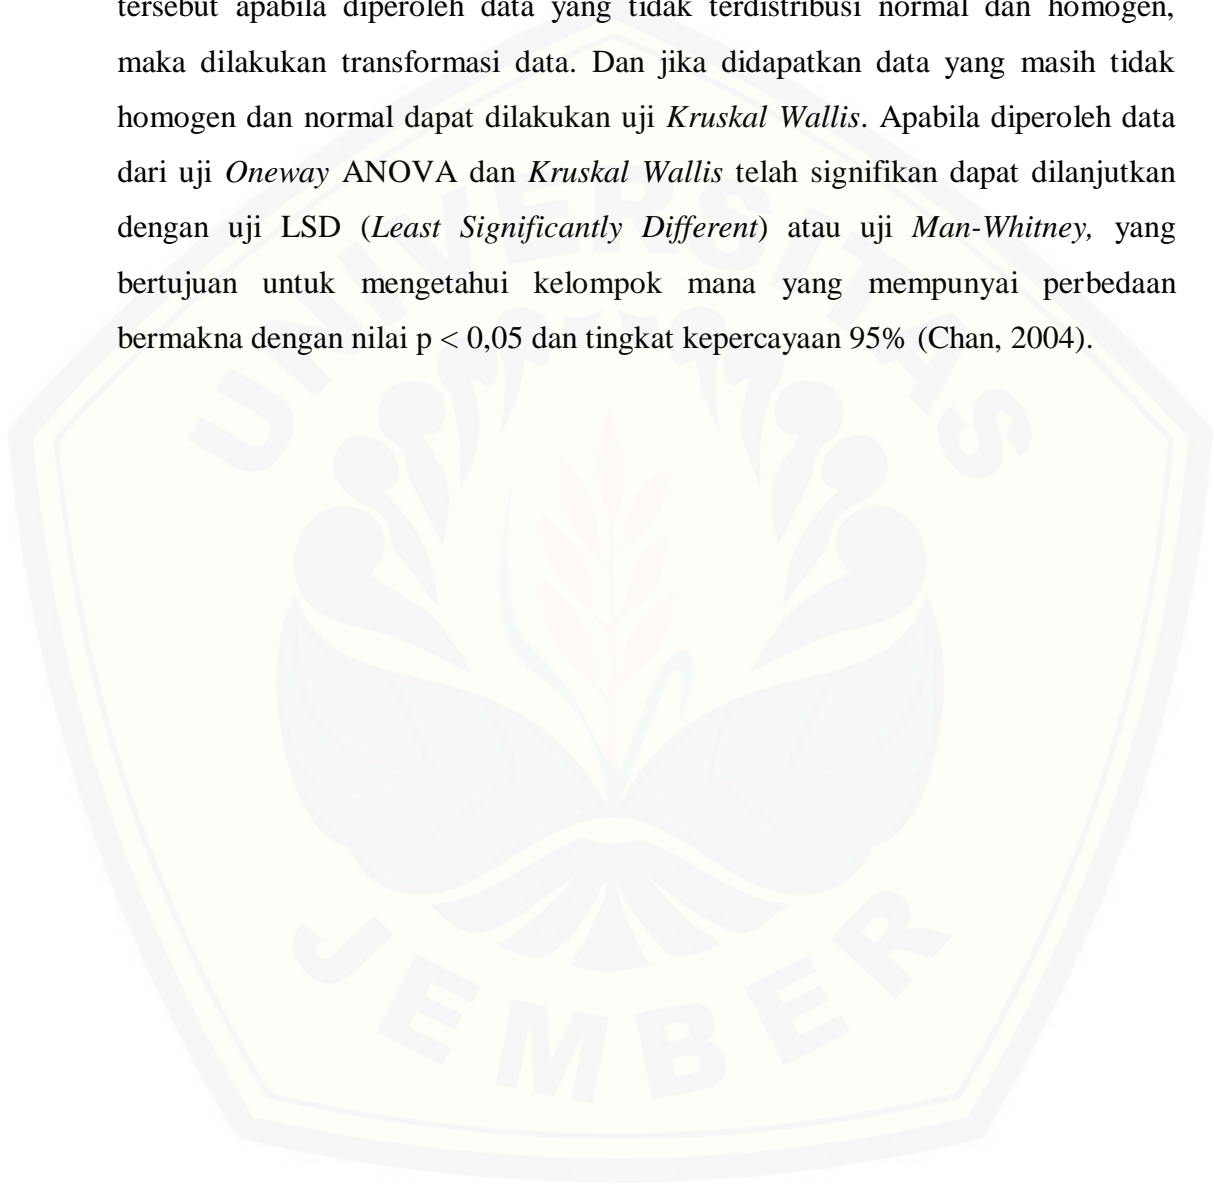 tersebut apabila diperoleh data yang tidak terdistribusi normal dan homogen,
maka dilakukan transformasi data. Dan jika didapatkan data yang masih tidak
homogen dan normal dapat dilakukan uji Kruskal Wallis. Apabila diperoleh data
dari uji Oneway ANOVA dan Kruskal Wallis telah signifikan dapat dilanjutkan
dengan uji LSD (Least Significantly Different) atau uji Man-Whitney, yang
bertujuan untuk mengetahui kelompok mana yang mempunyai perbedaan
bermakna dengan nilai p < 0,05 dan tingkat kepercayaan 95% (Chan, 2004).
UNIVERSITAS
JEMBER